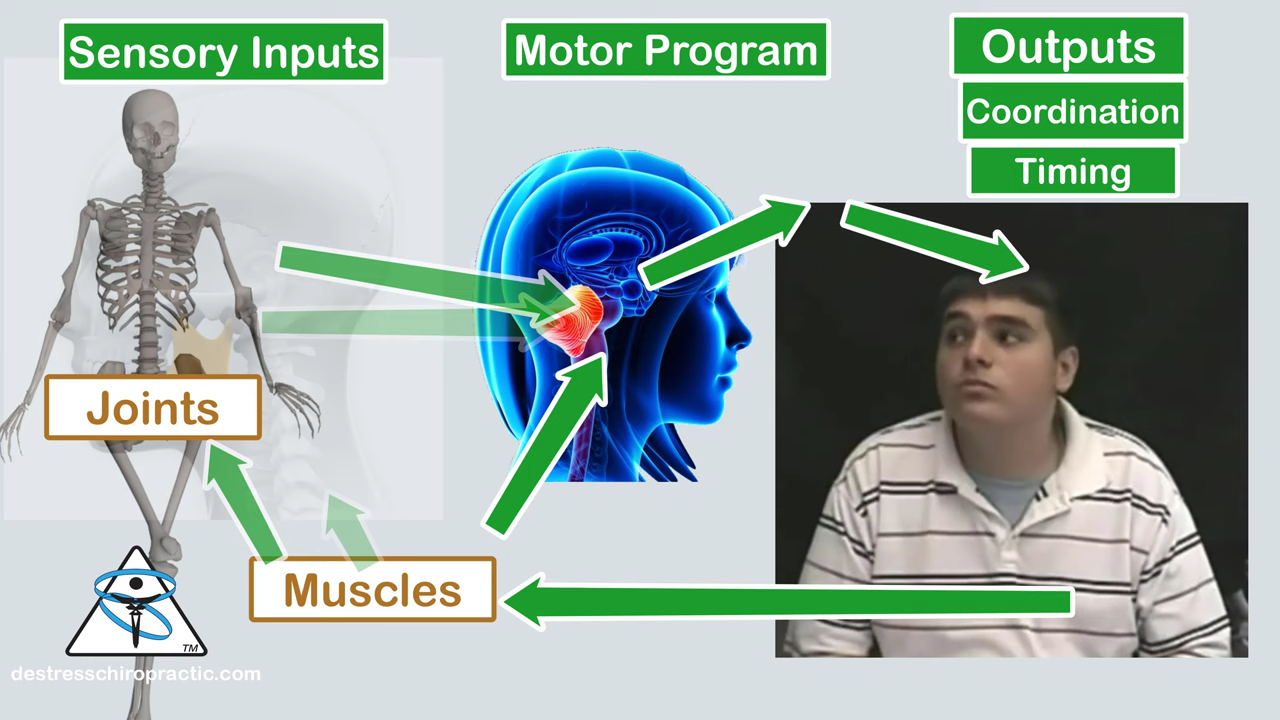 Sensory Inputs
Motor Program
Outputs
Coordination
Timing
Joints
Muscles
TM
destresschiropractic.com